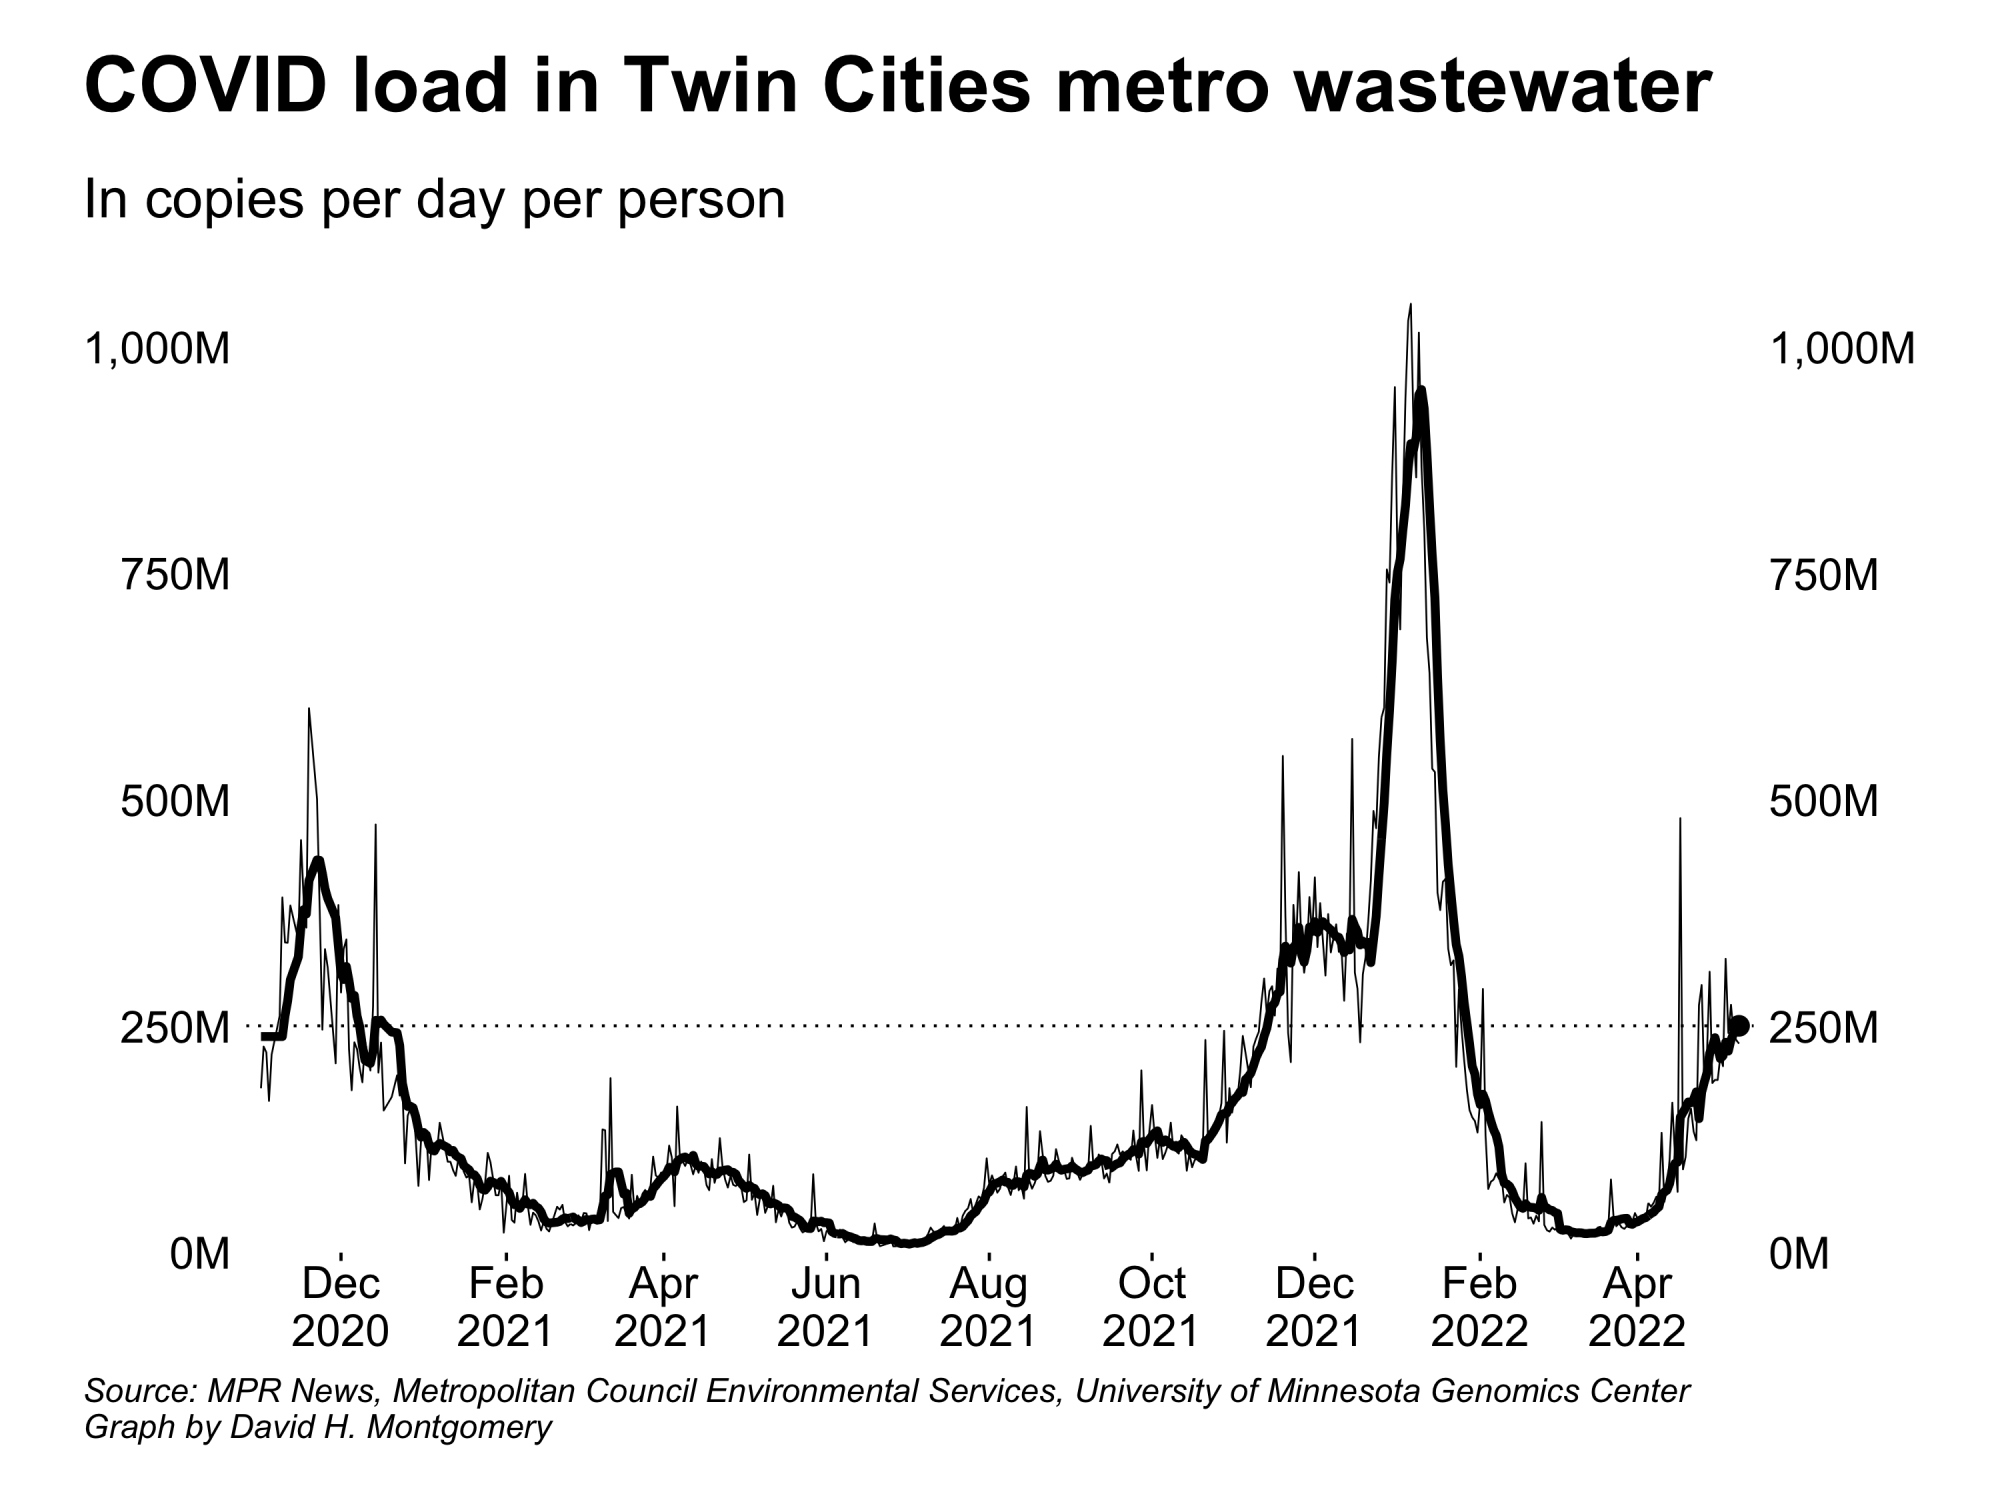 COVID load in Twin Cities metro wastewater
In copies per day per person
1,000M 1,000M
750M 750M
500M 500M
250M 250M
0M 0M
Dec Feb Apr Jun Aug Oct Dec Feb Apr
2020 2021 2021 2021 2021 2021 2021 2022 2022
Source: MPR News, Metropolitan Council Environmental Services, University of Minnesota Genomics Center
Graph by David H. Montgomery